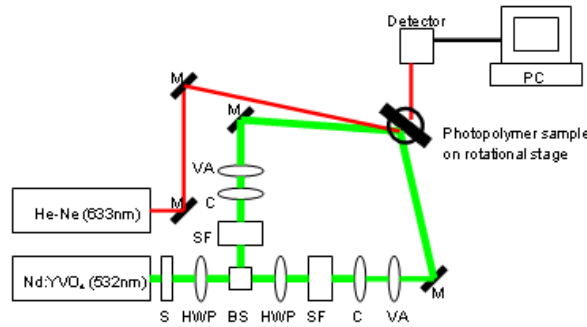 Detector
PC
M
M
Photopolymer sample
on rotational stage
VA
C
M
He-Ne (633nm)
SF
Nd:YVO₄ (532nm)
M
S HWP BS HWP SF C VA